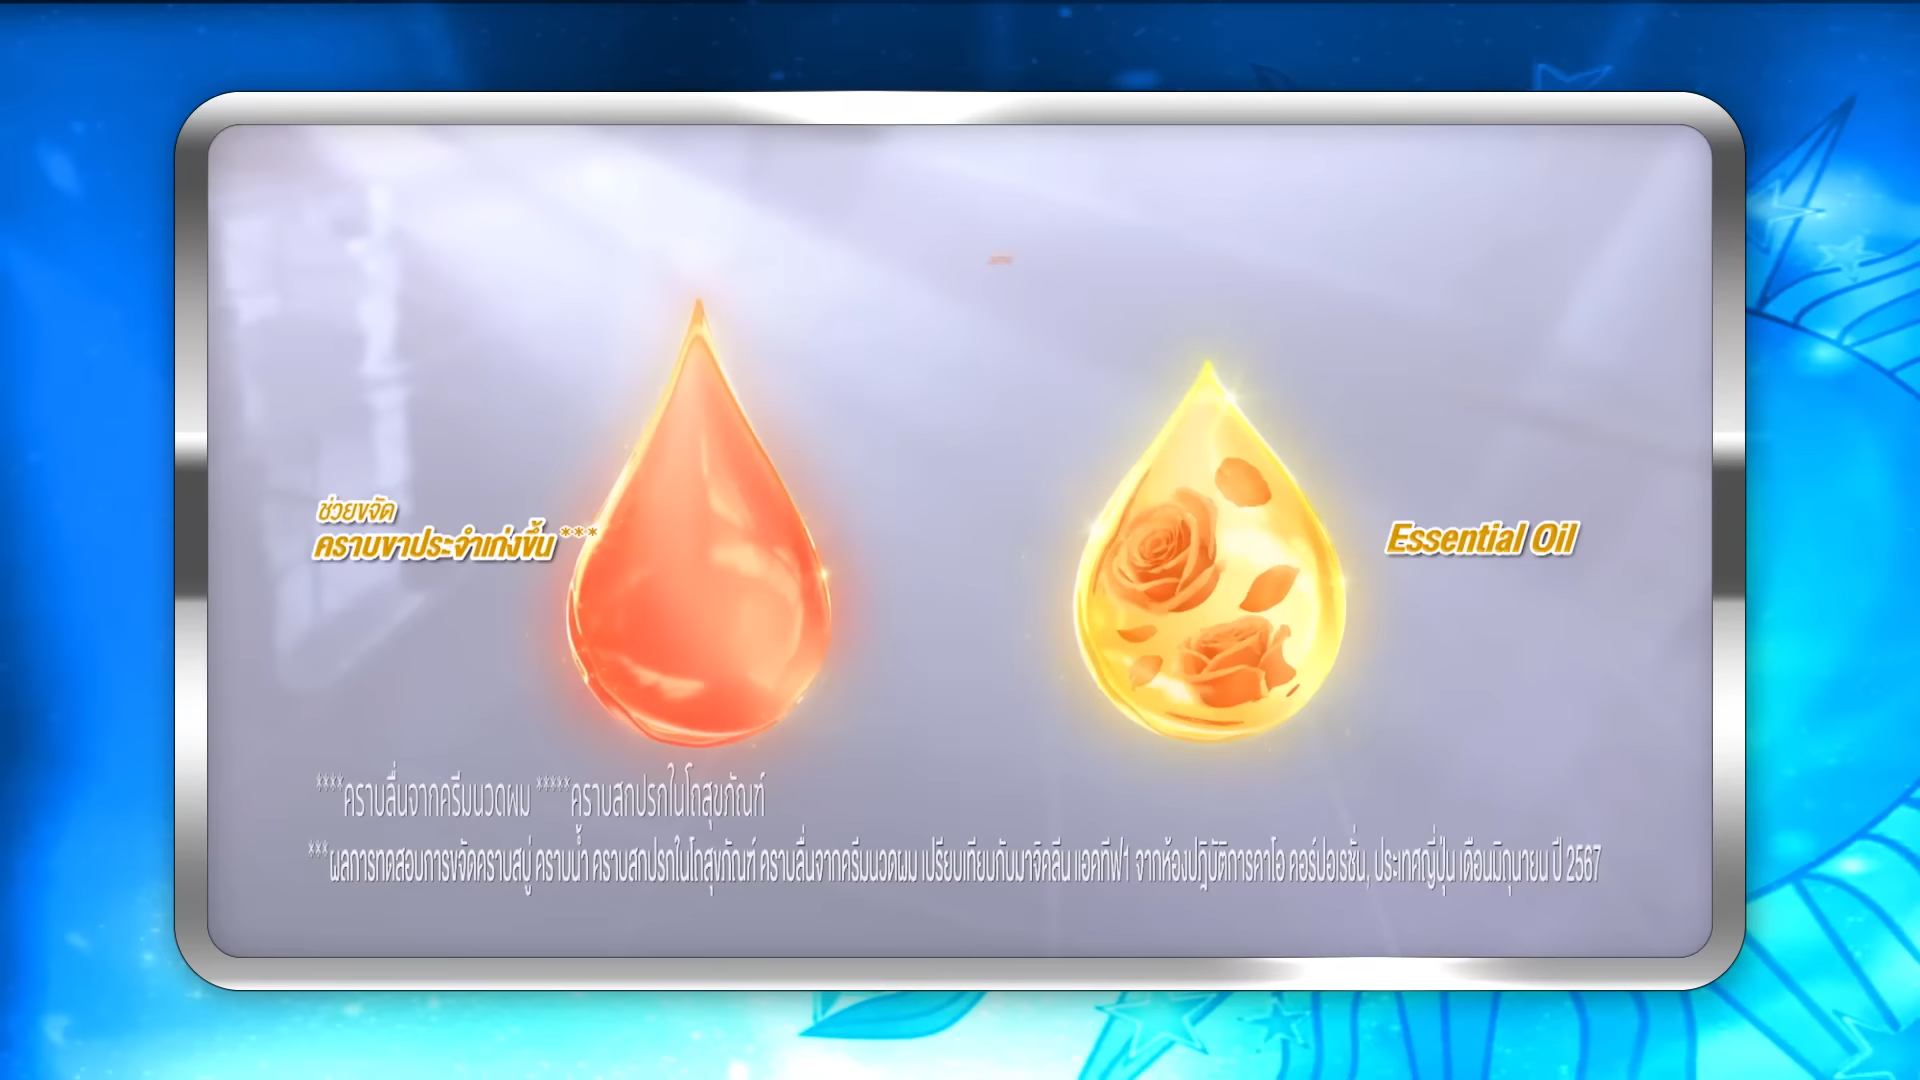 ช่วยขจัด
คราบขาประจำเก่งขึ้น***
Essential Oil
****คราบลื่นจากครีมนวดผม *****คราบสกปรกในโถสุขภัณฑ์
***ผลการทดสอบการขจัดคราบสบู่ คราบน้ำ คราบสกปรกในโถสุขภัณฑ์ คราบลื่นจากครีมนวดผม เปรียบเทียบกับมาจิคลีน แอคทีฟ1 จากห้องปฏิบัติการคาโอ คอร์ปอเรชั่น, ประเทศญี่ปุ่น เดือนมิถุนายน ปี 2567